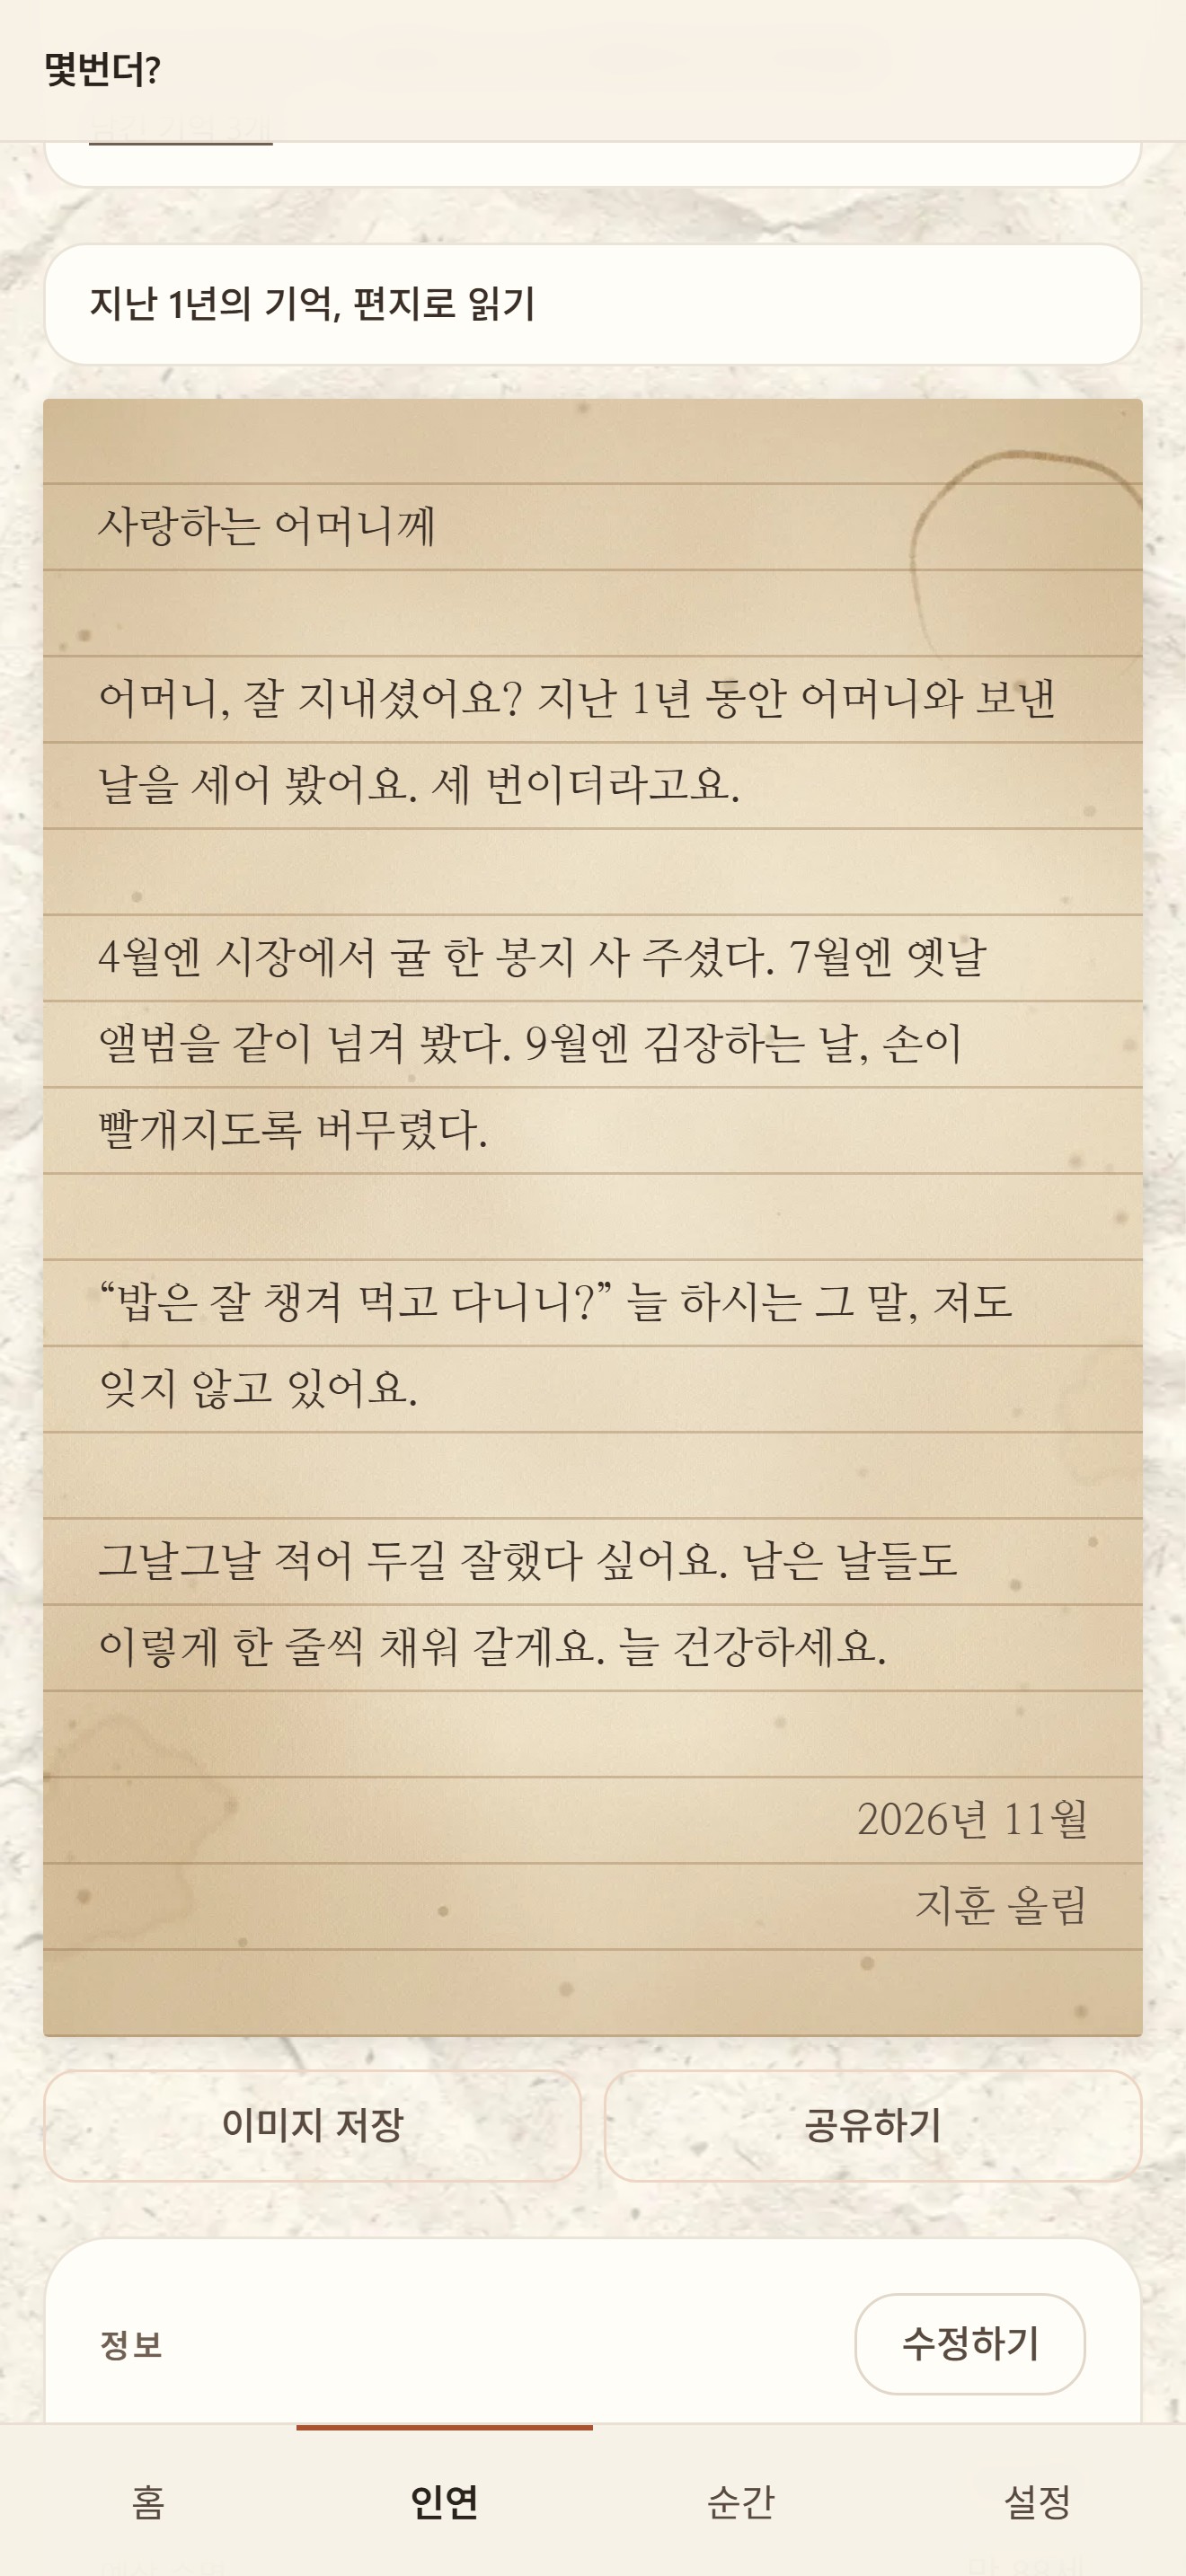 몇번더?
남긴 기억 3개
지난 1년의 기억, 편지로 읽기
사랑하는 어머니께
어머니, 잘 지내셨어요? 지난 1년 동안 어머니와 보낸
날을 세어 봤어요. 세 번이더라고요.
4월엔 시장에서 귤 한 봉지 사 주셨다. 7월엔 옛날
앨범을 같이 넘겨 봤다. 9월엔 김장하는 날, 손이
빨개지도록 버무렸다.
“밥은 잘 챙겨 먹고 다니니?” 늘 하시는 그 말, 저도
잊지 않고 있어요.
그날그날 적어 두길 잘했다 싶어요. 남은 날들도
이렇게 한 줄씩 채워 갈게요. 늘 건강하세요.
2026년 11월
지훈 올림
이미지 저장
공유하기
정보
수정하기
홈
인연
순간
설정